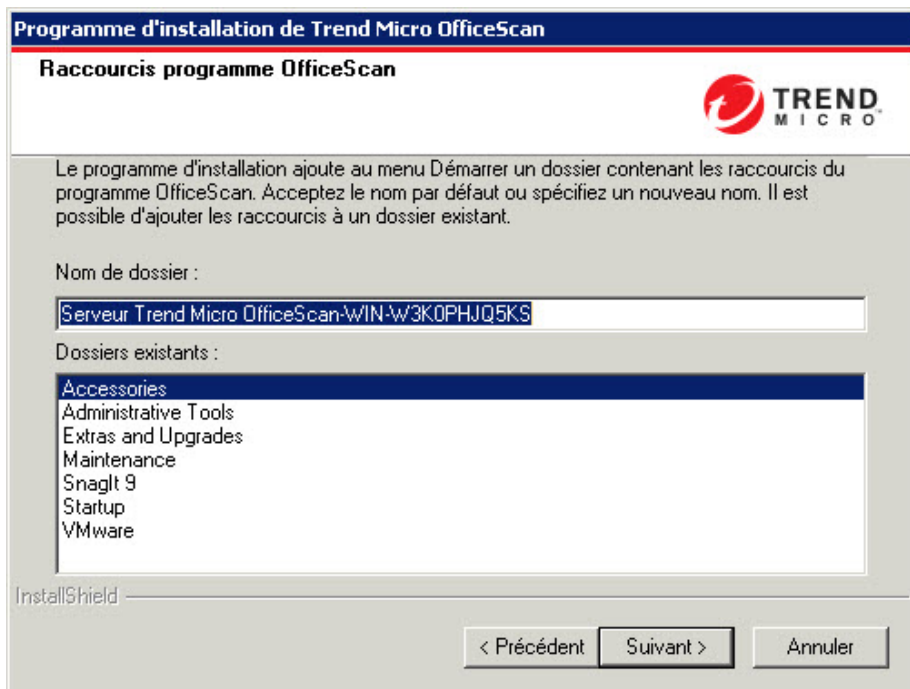 Programme d'installation de Trend Micro OfficeScan
Raccourcis programme OfficeScan
TREND
MICRO
Le programme d'installation ajoute au menu Démarrer un dossier contenant les raccourcis du
programme OfficeScan. Acceptez le nom par défaut ou spécifiez un nouveau nom. Il est
possible d'ajouter les raccourcis à un dossier existant.
Nom de dossier :
Serveur Trend Micro OfficeScan-WIN-W3K0PHJQ5KS
Dossiers existants :
Accessories
Administrative Tools
Extras and Upgrades
Maintenance
SnagIt 9
Startup
VMware
InstallShield
< Précédent
Suivant >
Annuler